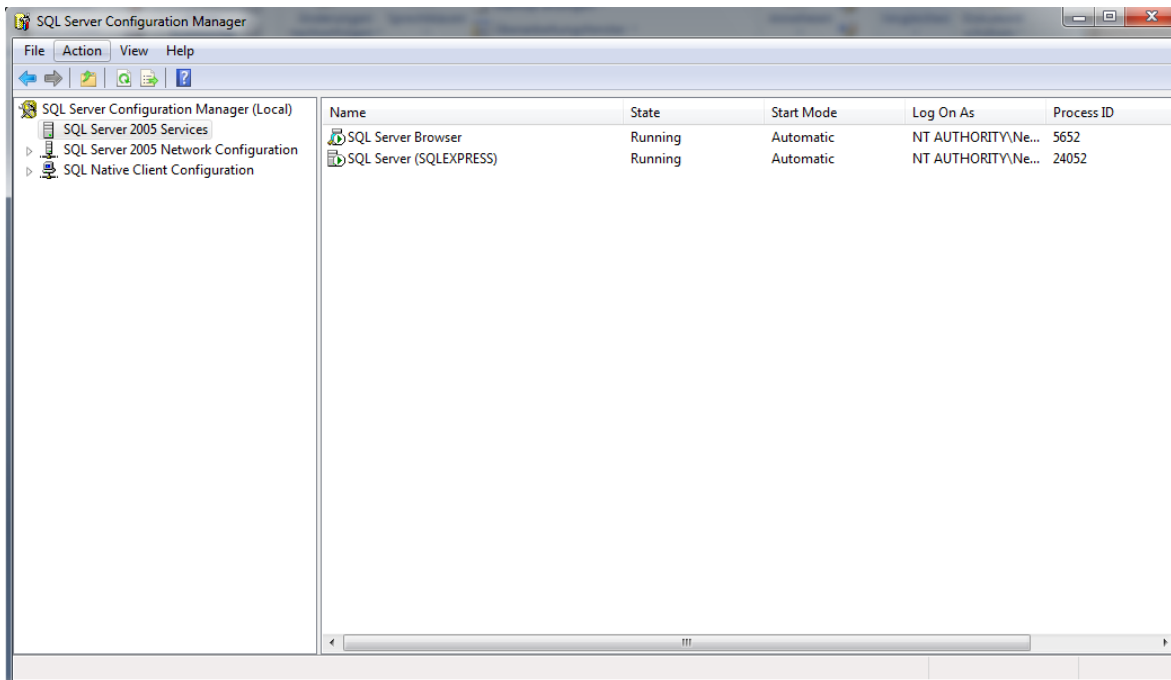 SQL Server Configuration Manager
File Action View Help
SQL Server Configuration Manager (Local)
SQL Server 2005 Services
SQL Server 2005 Network Configuration
SQL Native Client Configuration
Name State Start Mode Log On As Process ID
SQL Server Browser Running Automatic NT AUTHORITY\Ne... 5652
SQL Server (SQLEXPRESS) Running Automatic NT AUTHORITY\Ne... 24052